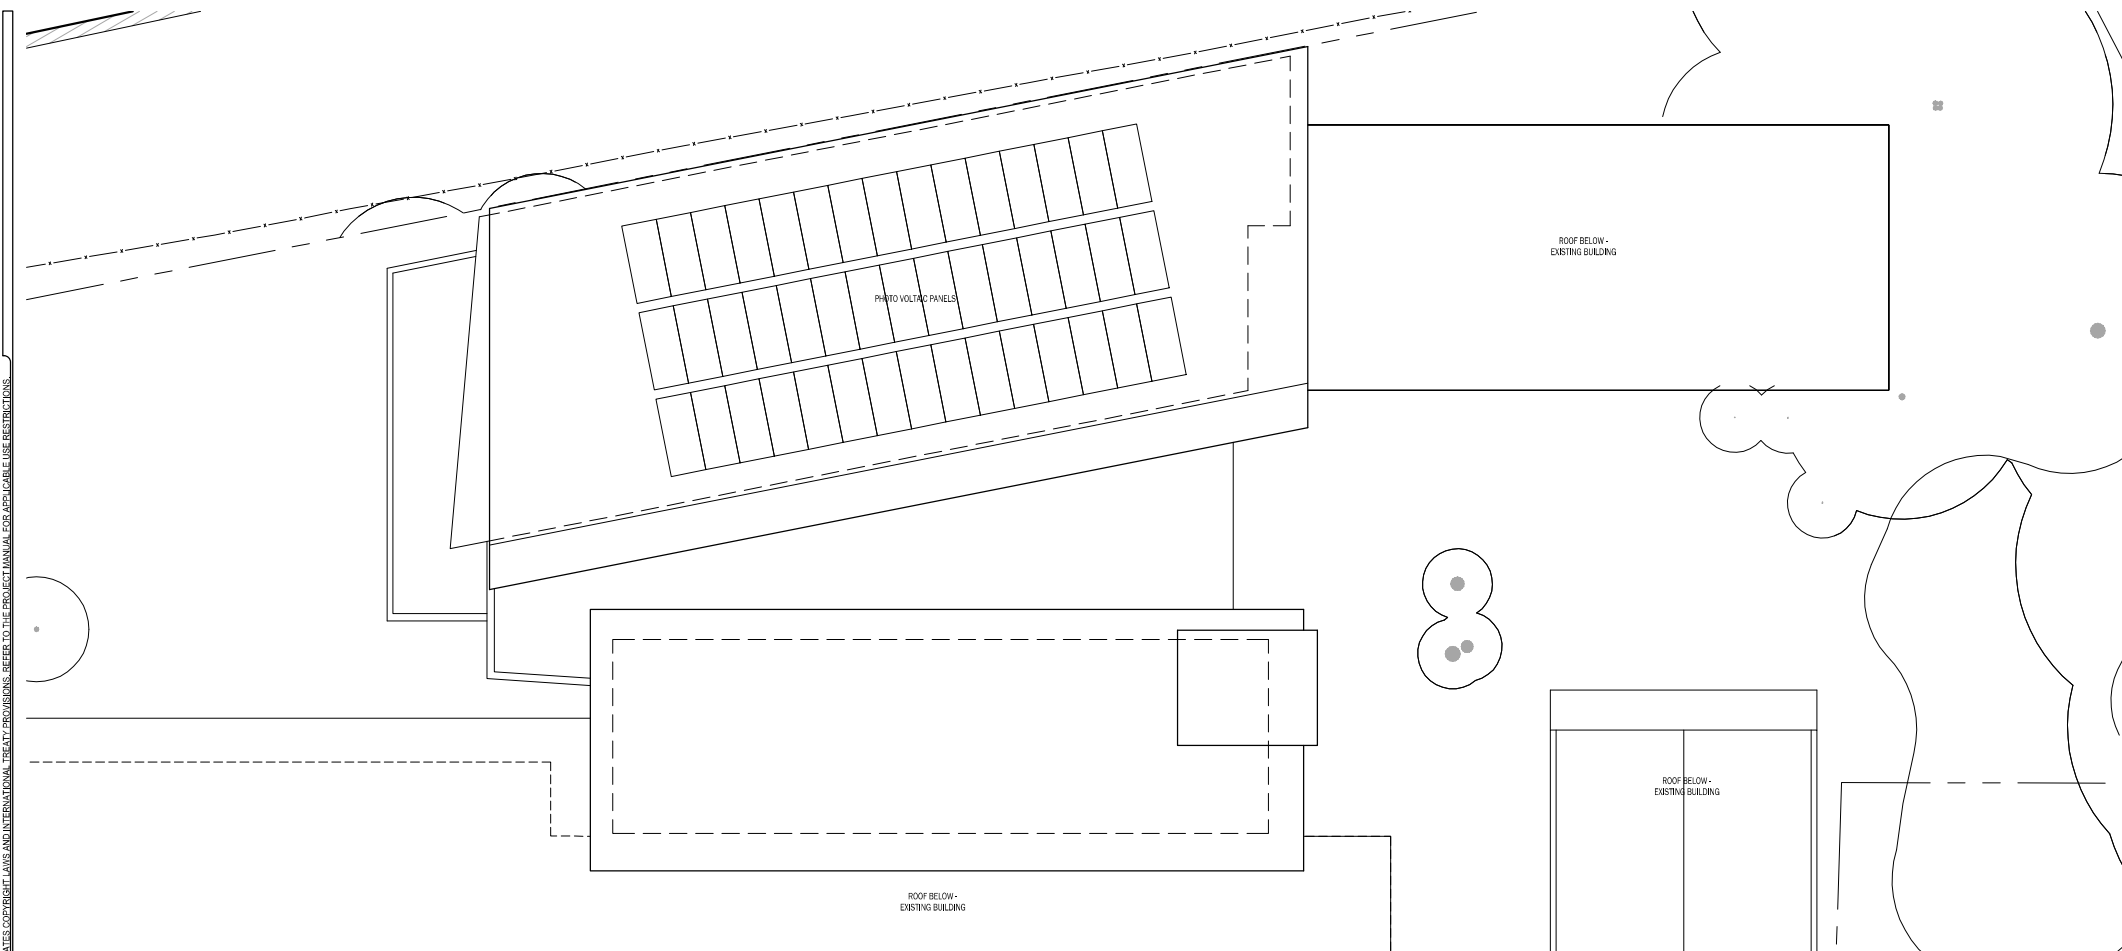 ROOF BELOW -
EXISTING BUILDING
PHOTO VOLTAIC PANELS
ROOF BELOW -
EXISTING BUILDING
ROOF BELOW -
EXISTING BUILDING
ATES COPYRIGHT LAWS AND INTERNATIONAL TREATY PROVISIONS. REFER TO THE PROJECT MANUAL FOR APPLICABLE USE RESTRICTIONS.